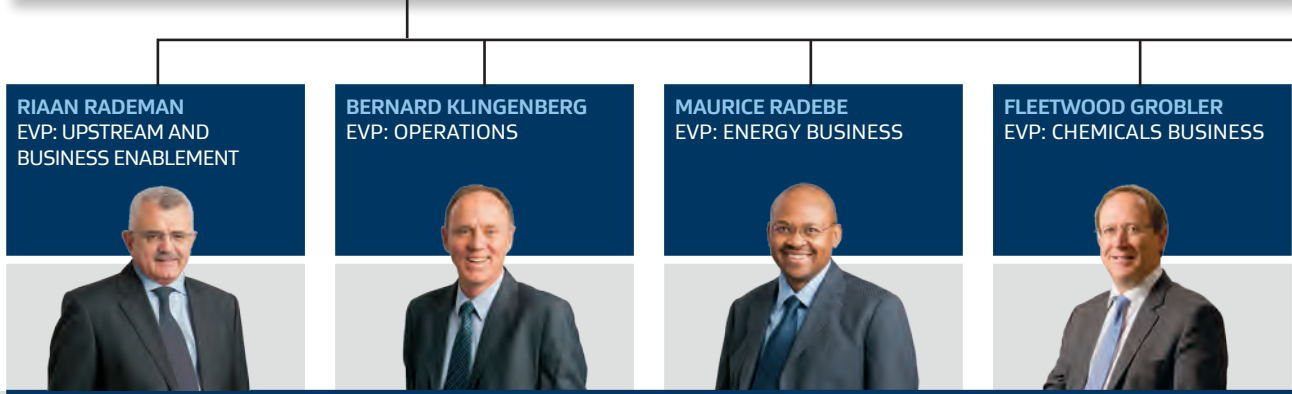 RIAAN RADEMAN
EVP: UPSTREAM AND
BUSINESS ENABLEMENT
BERNARD KLINGENBERG
EVP: OPERATIONS
MAURICE RADEBE
EVP: ENERGY BUSINESS
FLEETWOOD GROBLER
EVP: CHEMICALS BUSINESS